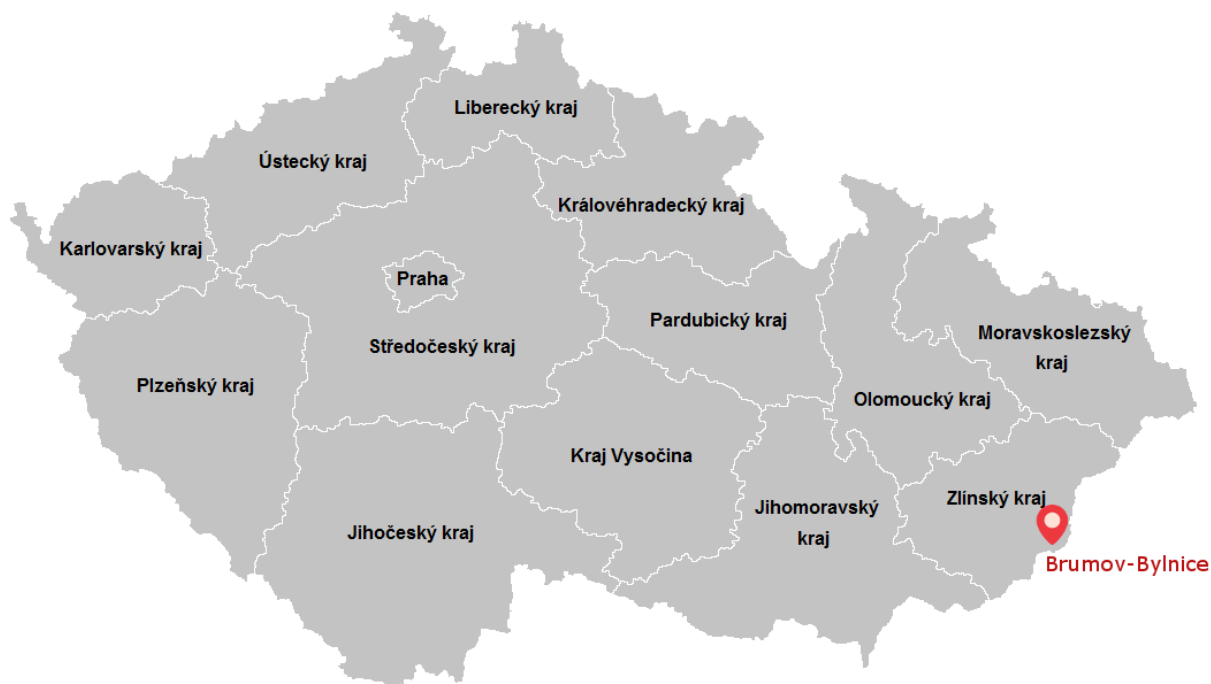 Liberecký kraj
Ústecký kraj
Královéhradecký kraj
Karlovarský kraj
Praha
Pardubický kraj
Středočeský kraj
Moravskoslezský
kraj
Plzeňský kraj
Olomoucký kraj
Kraj Vysočina
Zlínský kraj
Jihomoravský
kraj
Jihočeský kraj
Brumov-Bylnice